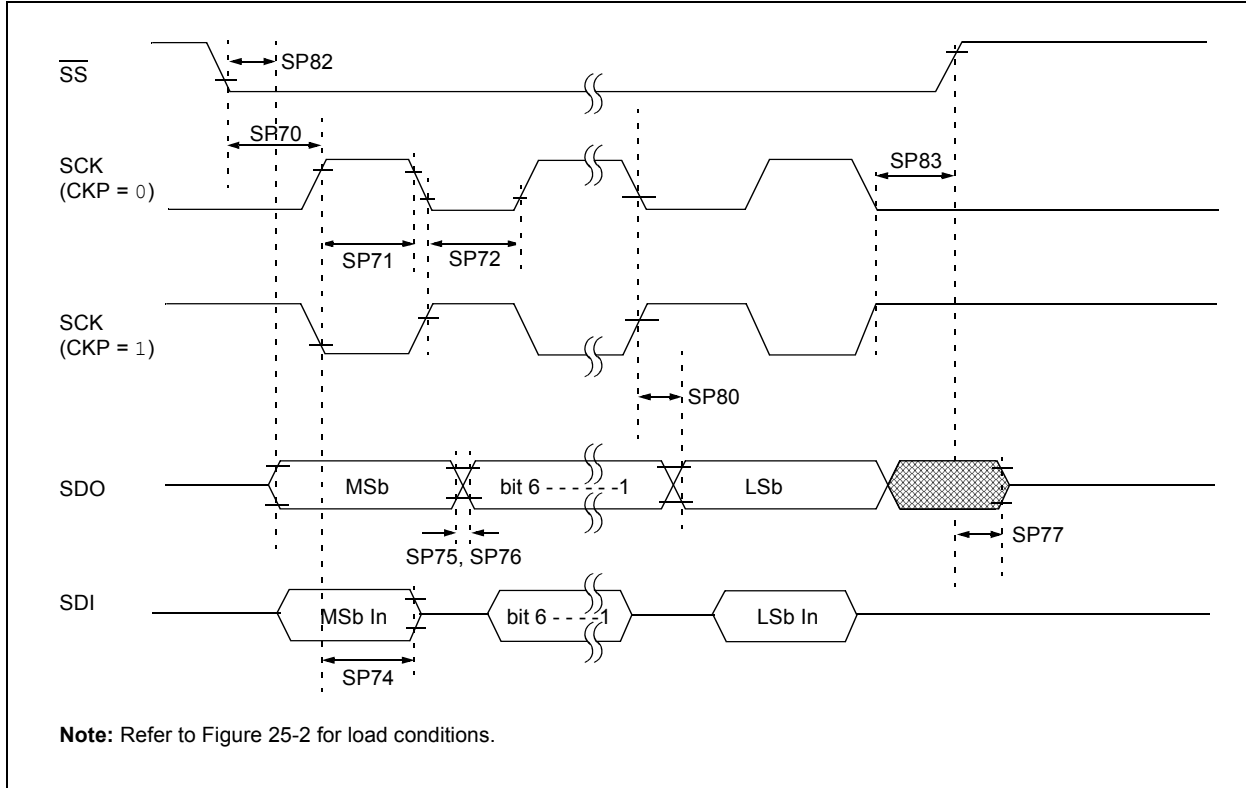 SS
SP82
SP70
SCK
(CKP = 0)
SP83
SP71
SP72
SCK
(CKP = 1)
SP80
SDO
MSb
bit 6 - - - - - -1
LSb
SP75, SP76
SP77
SDI
MSb In
bit 6 - - - -1
LSb In
SP74
Note: Refer to Figure 25-2 for load conditions.